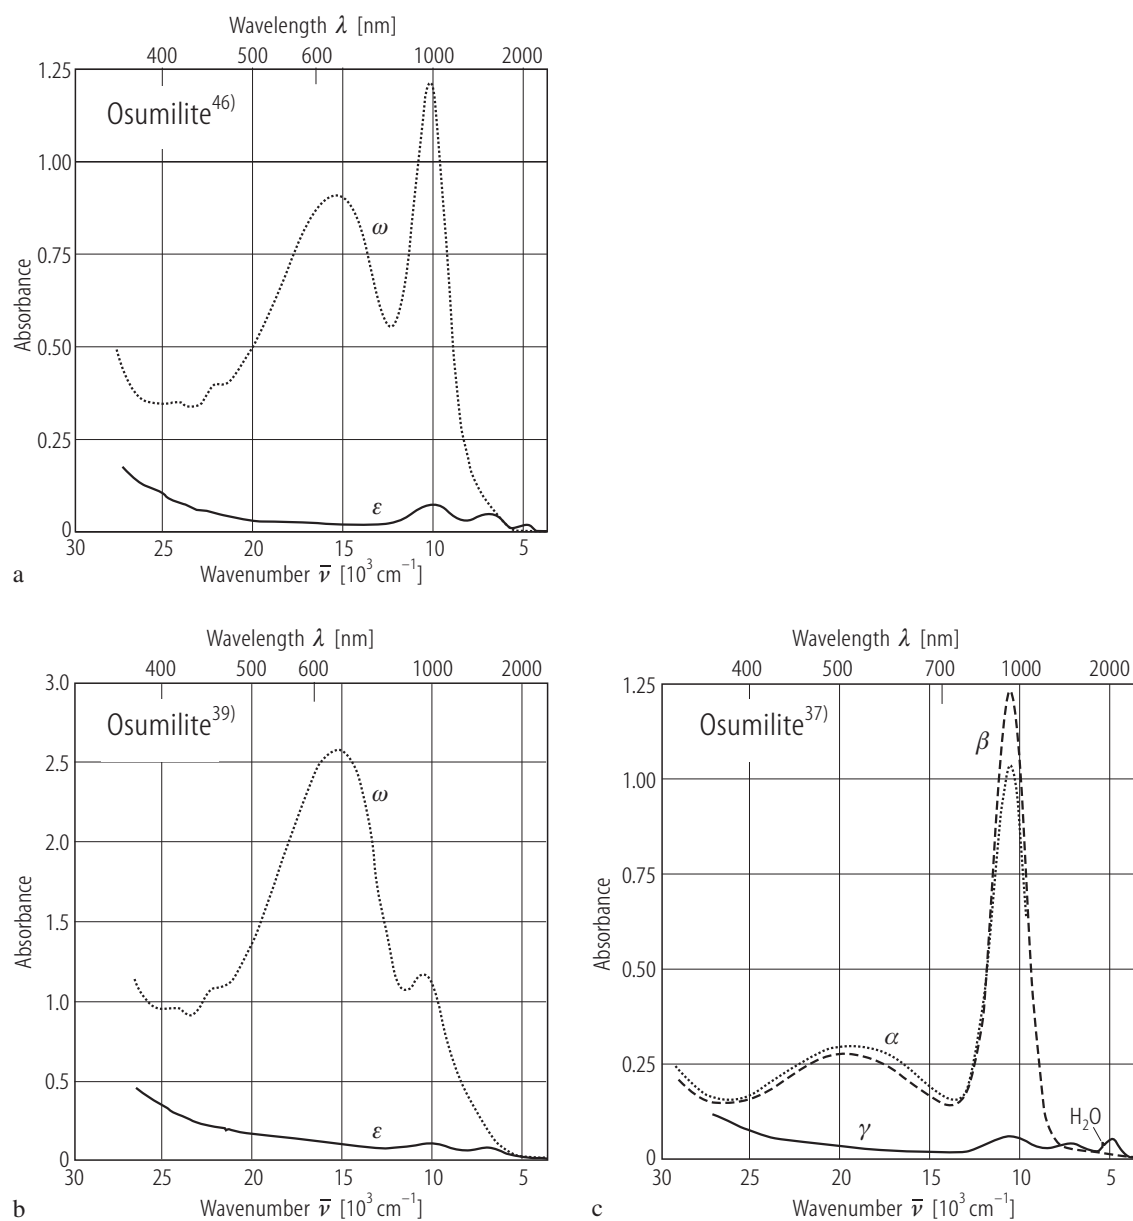 Wavelength λ [nm]
400 500 600 1000 2000
1.25
Osumilite46)
1.00
ω
0.75
Absorbance
0.50
0.25
ε
0
30 25 20 15 10 5
a
Wavenumber ν̅ [10³ cm⁻¹]
Wavelength λ [nm]
400 500 600 1000 2000
3.0
Osumilite39)
2.5
ω
2.0
Absorbance
1.5
1.0
0.5
ε
0
30 25 20 15 10 5
b
Wavenumber ν̅ [10³ cm⁻¹]
Wavelength λ [nm]
400 500 700 1000 2000
1.25
Osumilite37)
β
1.00
0.75
Absorbance
0.50
α
0.25
H₂O
γ
0
30 25 20 15 10 5
c
Wavenumber ν̅ [10³ cm⁻¹]